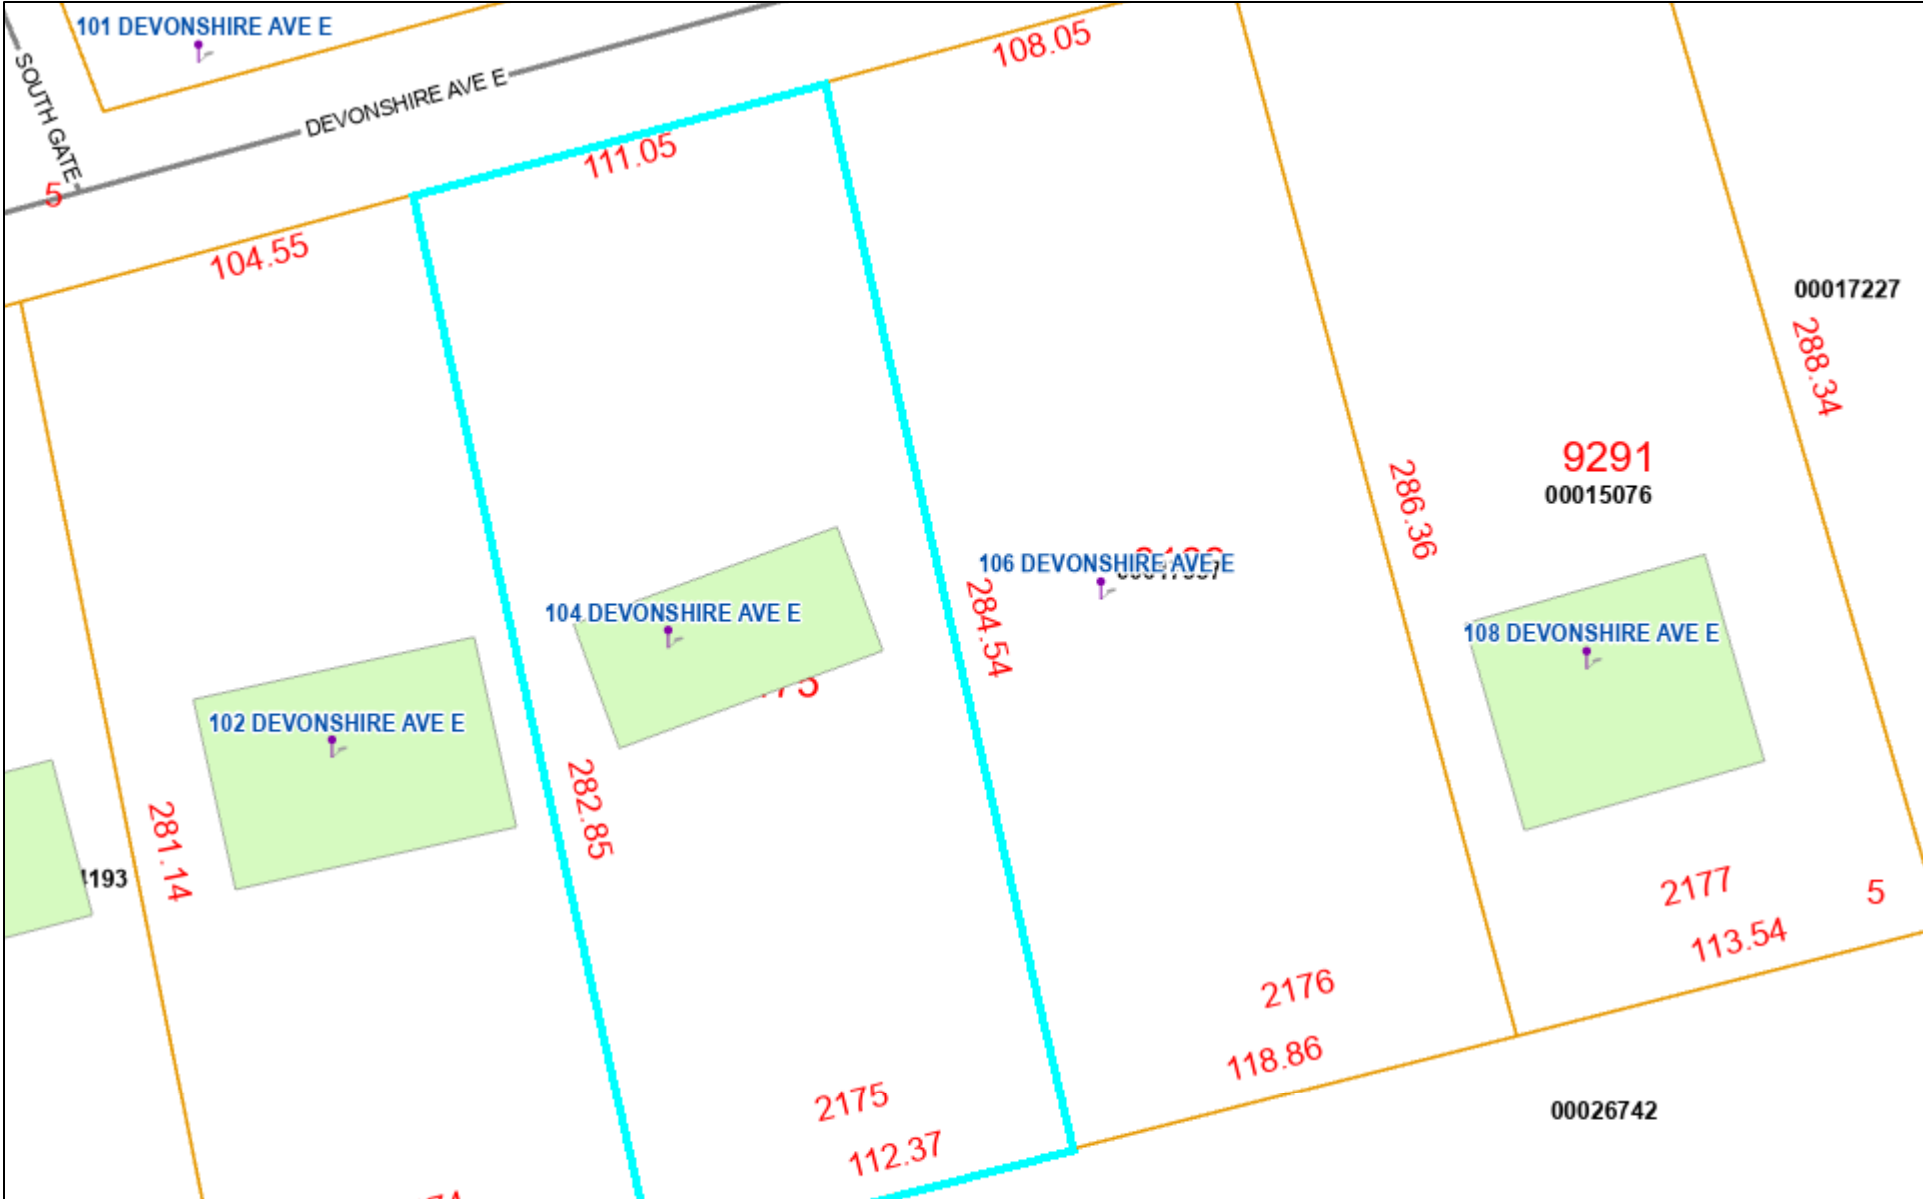 101 DEVONSHIRE AVE E
SOUTH GATE
DEVONSHIRE AVE E
5
108.05
111.05
104.55
00017227
288.34
9291
00015076
286.36
106 DEVONSHIRE AVE E
284.54
104 DEVONSHIRE AVE E
108 DEVONSHIRE AVE E
102 DEVONSHIRE AVE E
282.85
281.14
2177
5
113.54
2176
118.86
2175
112.37
00026742